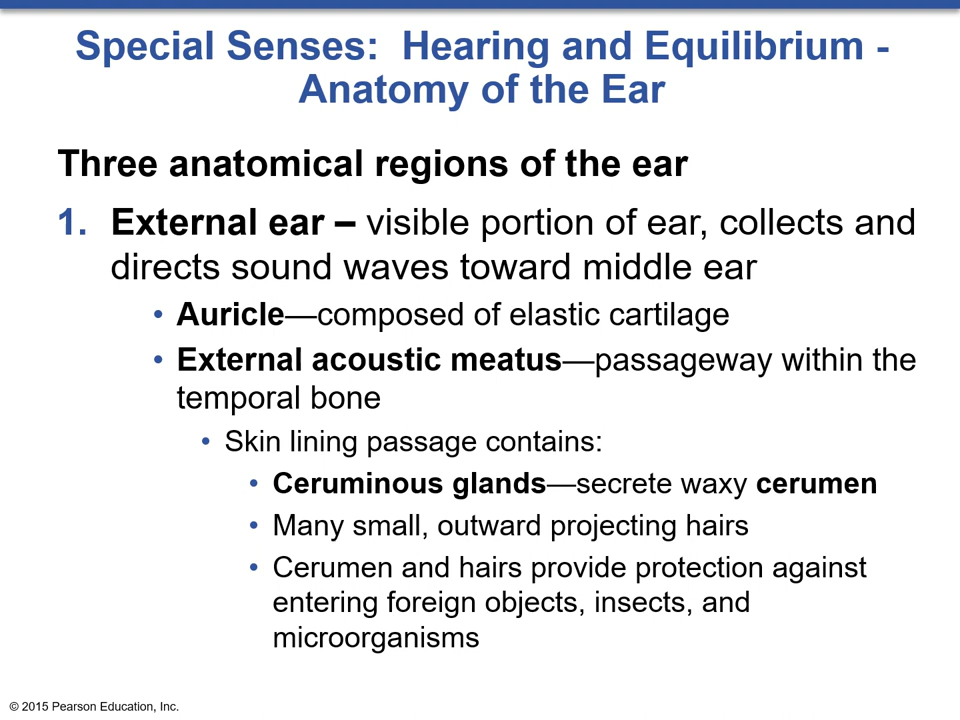 Special Senses:  Hearing and Equilibrium -
Anatomy of the Ear
Three anatomical regions of the ear
1. External ear – visible portion of ear, collects and
directs sound waves toward middle ear
• Auricle—composed of elastic cartilage
• External acoustic meatus—passageway within the
temporal bone
• Skin lining passage contains:
• Ceruminous glands—secrete waxy cerumen
• Many small, outward projecting hairs
• Cerumen and hairs provide protection against
entering foreign objects, insects, and
microorganisms
© 2015 Pearson Education, Inc.